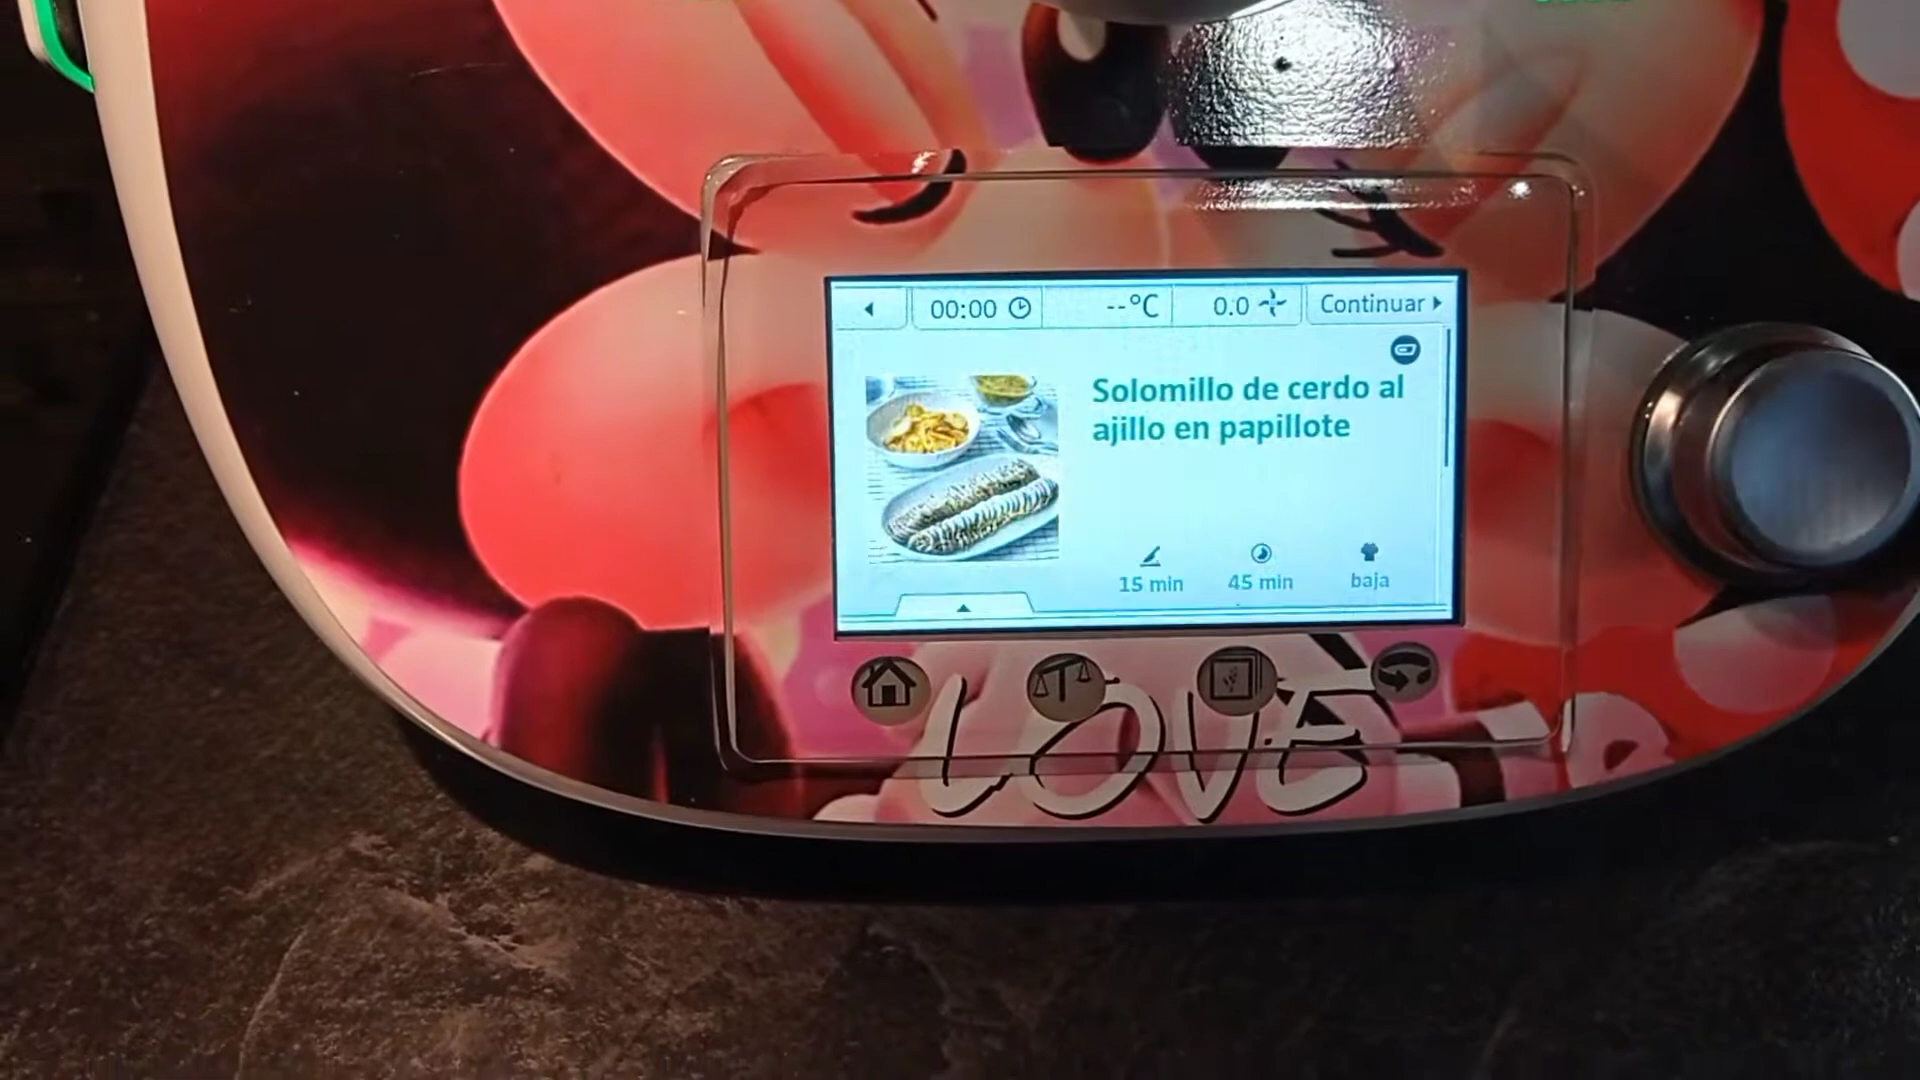 00:00 --°C 0.0 Continuar
Solomillo de cerdo al
ajillo en papillote
15 min 45 min baja
LOVE